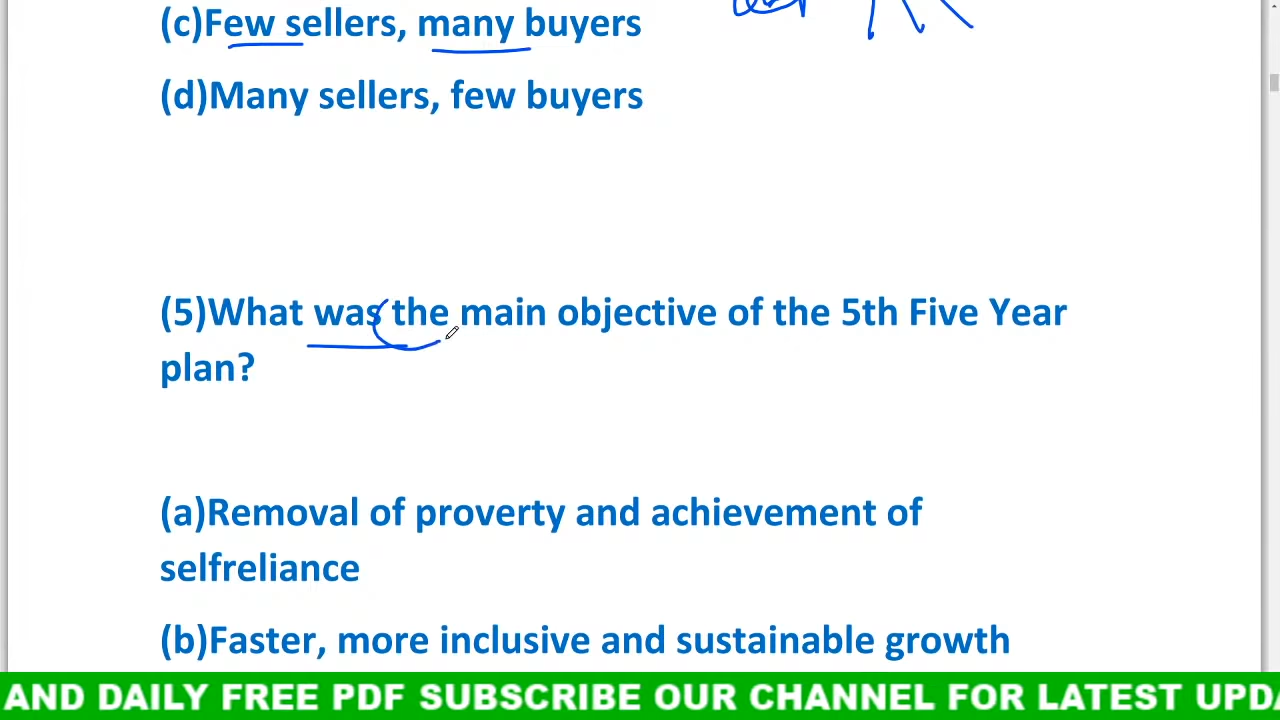 (c)Few sellers, many buyers
(d)Many sellers, few buyers
(5)What was the main objective of the 5th Five Year
plan?
(a)Removal of proverty and achievement of
selfreliance
(b)Faster, more inclusive and sustainable growth
AND DAILY FREE PDF SUBSCRIBE OUR CHANNEL FOR LATEST UPDA